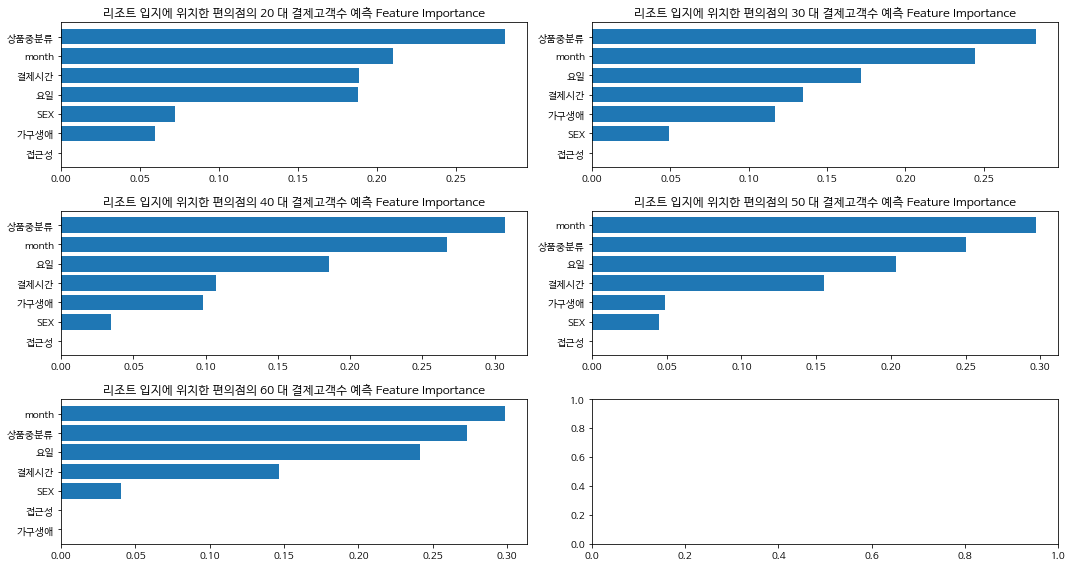 리조트 입지에 위치한 편의점의 20 대 결제고객수 예측 Feature Importance
상품중분류
month
결제시간
요일
SEX
가구생애
접근성
0.00 0.05 0.10 0.15 0.20 0.25
리조트 입지에 위치한 편의점의 30 대 결제고객수 예측 Feature Importance
상품중분류
month
요일
결제시간
가구생애
SEX
접근성
0.00 0.05 0.10 0.15 0.20 0.25
리조트 입지에 위치한 편의점의 40 대 결제고객수 예측 Feature Importance
상품중분류
month
요일
결제시간
가구생애
SEX
접근성
0.00 0.05 0.10 0.15 0.20 0.25 0.30
리조트 입지에 위치한 편의점의 50 대 결제고객수 예측 Feature Importance
month
상품중분류
요일
결제시간
가구생애
SEX
접근성
0.00 0.05 0.10 0.15 0.20 0.25 0.30
리조트 입지에 위치한 편의점의 60 대 결제고객수 예측 Feature Importance
month
상품중분류
요일
결제시간
SEX
접근성
가구생애
0.00 0.05 0.10 0.15 0.20 0.25 0.30
1.0
0.8
0.6
0.4
0.2
0.0
0.0 0.2 0.4 0.6 0.8 1.0